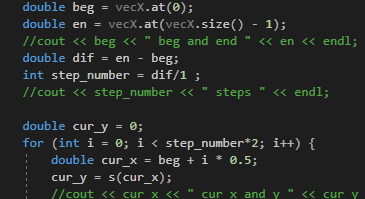 double beg = vecX.at(0);
double en = vecX.at(vecX.size() - 1);
//cout << beg << " beg and end " << en << endl;
double dif = en - beg;
int step_number = dif/1 ;
//cout << step_number << " steps " << endl;
double cur_y = 0;
for (int i = 0; i < step_number*2; i++) {
double cur_x = beg + i * 0.5;
cur_y = s(cur_x);
//cout << cur_x << " cur x and y " << cur_y